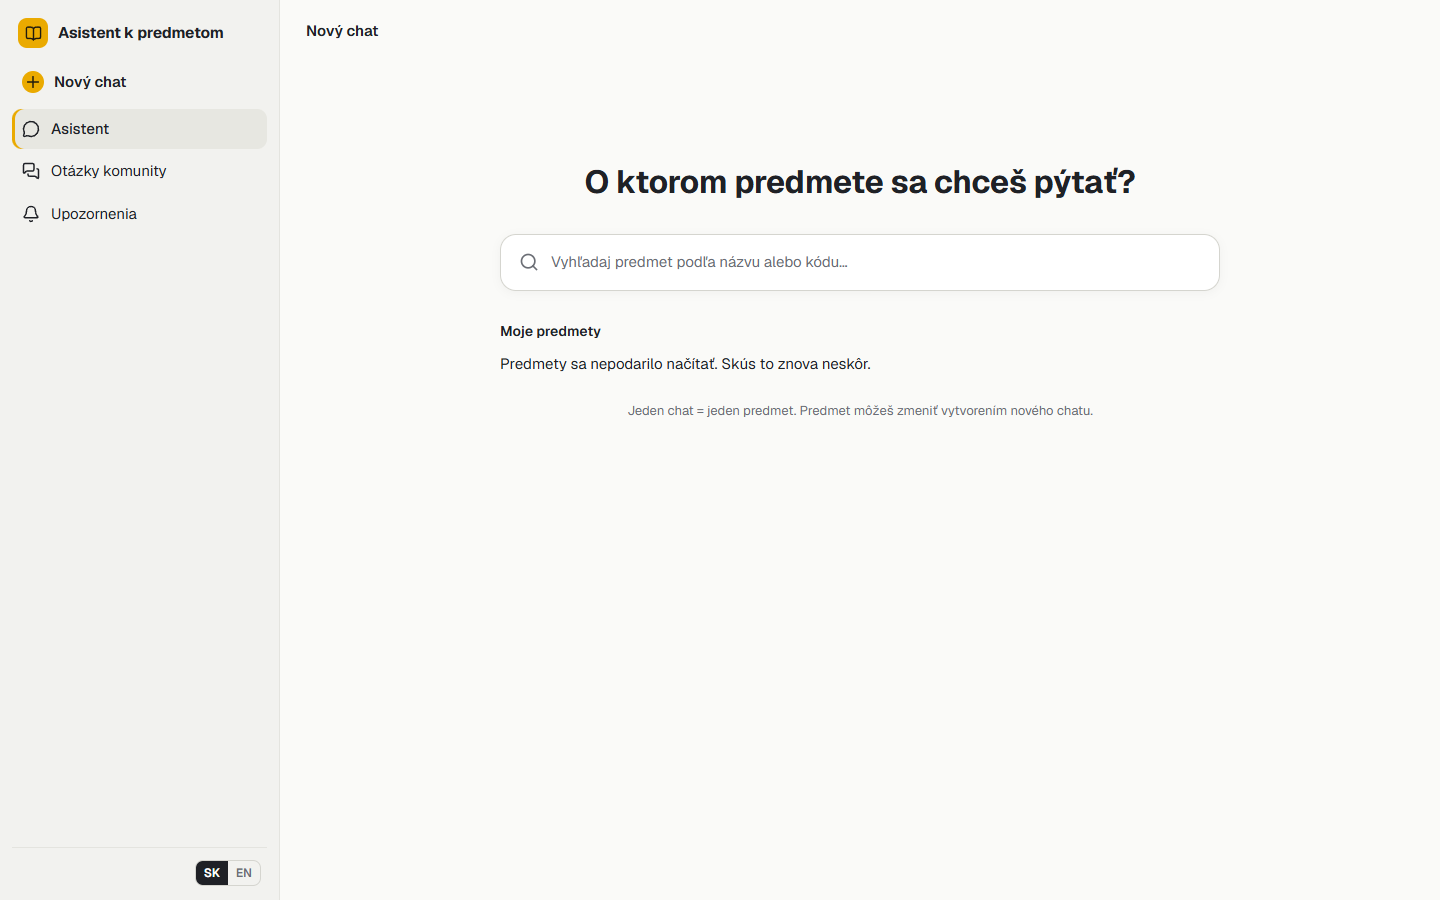 Asistent k predmetom
Nový chat
Asistent
Otázky komunity
Upozornenia
SK EN
Nový chat
O ktorom predmete sa chceš pýtať?
Vyhľadaj predmet podľa názvu alebo kódu…
Moje predmety
Predmety sa nepodarilo načítať. Skús to znova neskôr.
Jeden chat = jeden predmet. Predmet môžeš zmeniť vytvorením nového chatu.